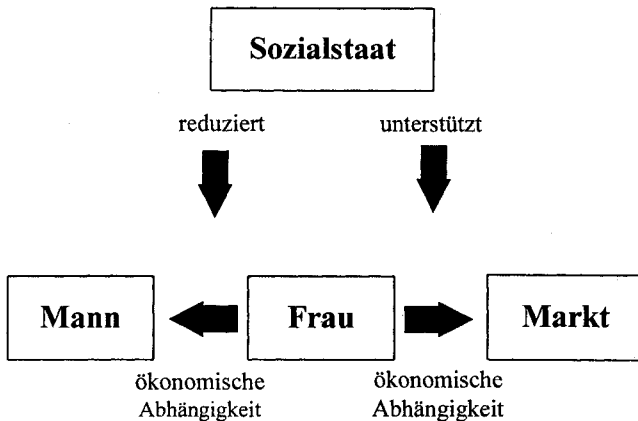 Sozialstaat
reduziert
unterstützt
Mann
Frau
Markt
ökonomische
Abhängigkeit
ökonomische
Abhängigkeit